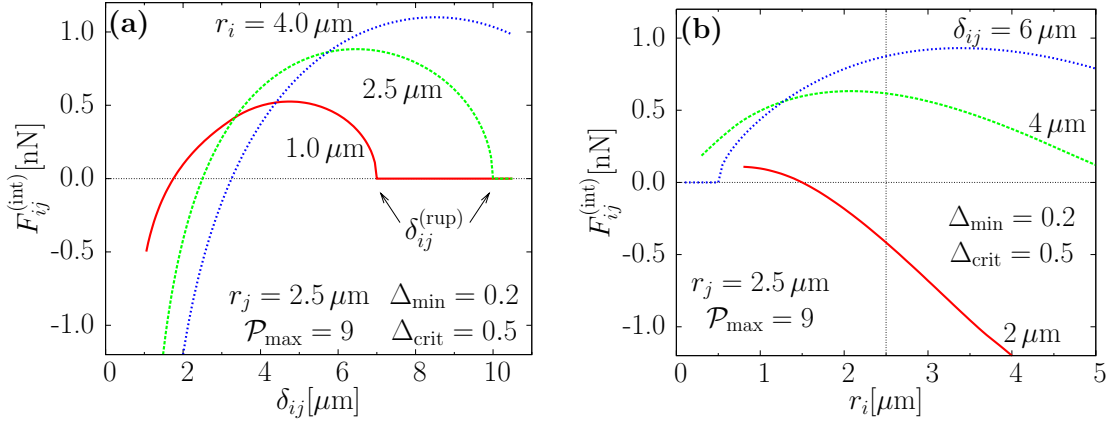 (a)
r_i = 4.0 μm
2.5 μm
1.0 μm
δ_ij^(rup)
r_j = 2.5 μm Δ_min = 0.2
P_max = 9 Δ_crit = 0.5
F_ij^(int)[nN]
1.0
0.5
0.0
-0.5
-1.0
0 2 4 6 8 10
δ_ij[μm]
(b)
δ_ij = 6 μm
4 μm
Δ_min = 0.2
Δ_crit = 0.5
r_j = 2.5 μm
P_max = 9
2 μm
F_ij^(int)[nN]
1.0
0.5
0.0
-0.5
-1.0
0 1 2 3 4 5
r_i[μm]